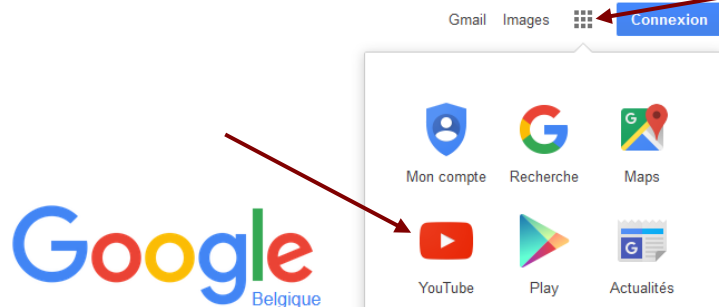 Gmail Images Connexion
G
Mon compte Recherche Maps
G
YouTube Play Actualités
Google
Belgique